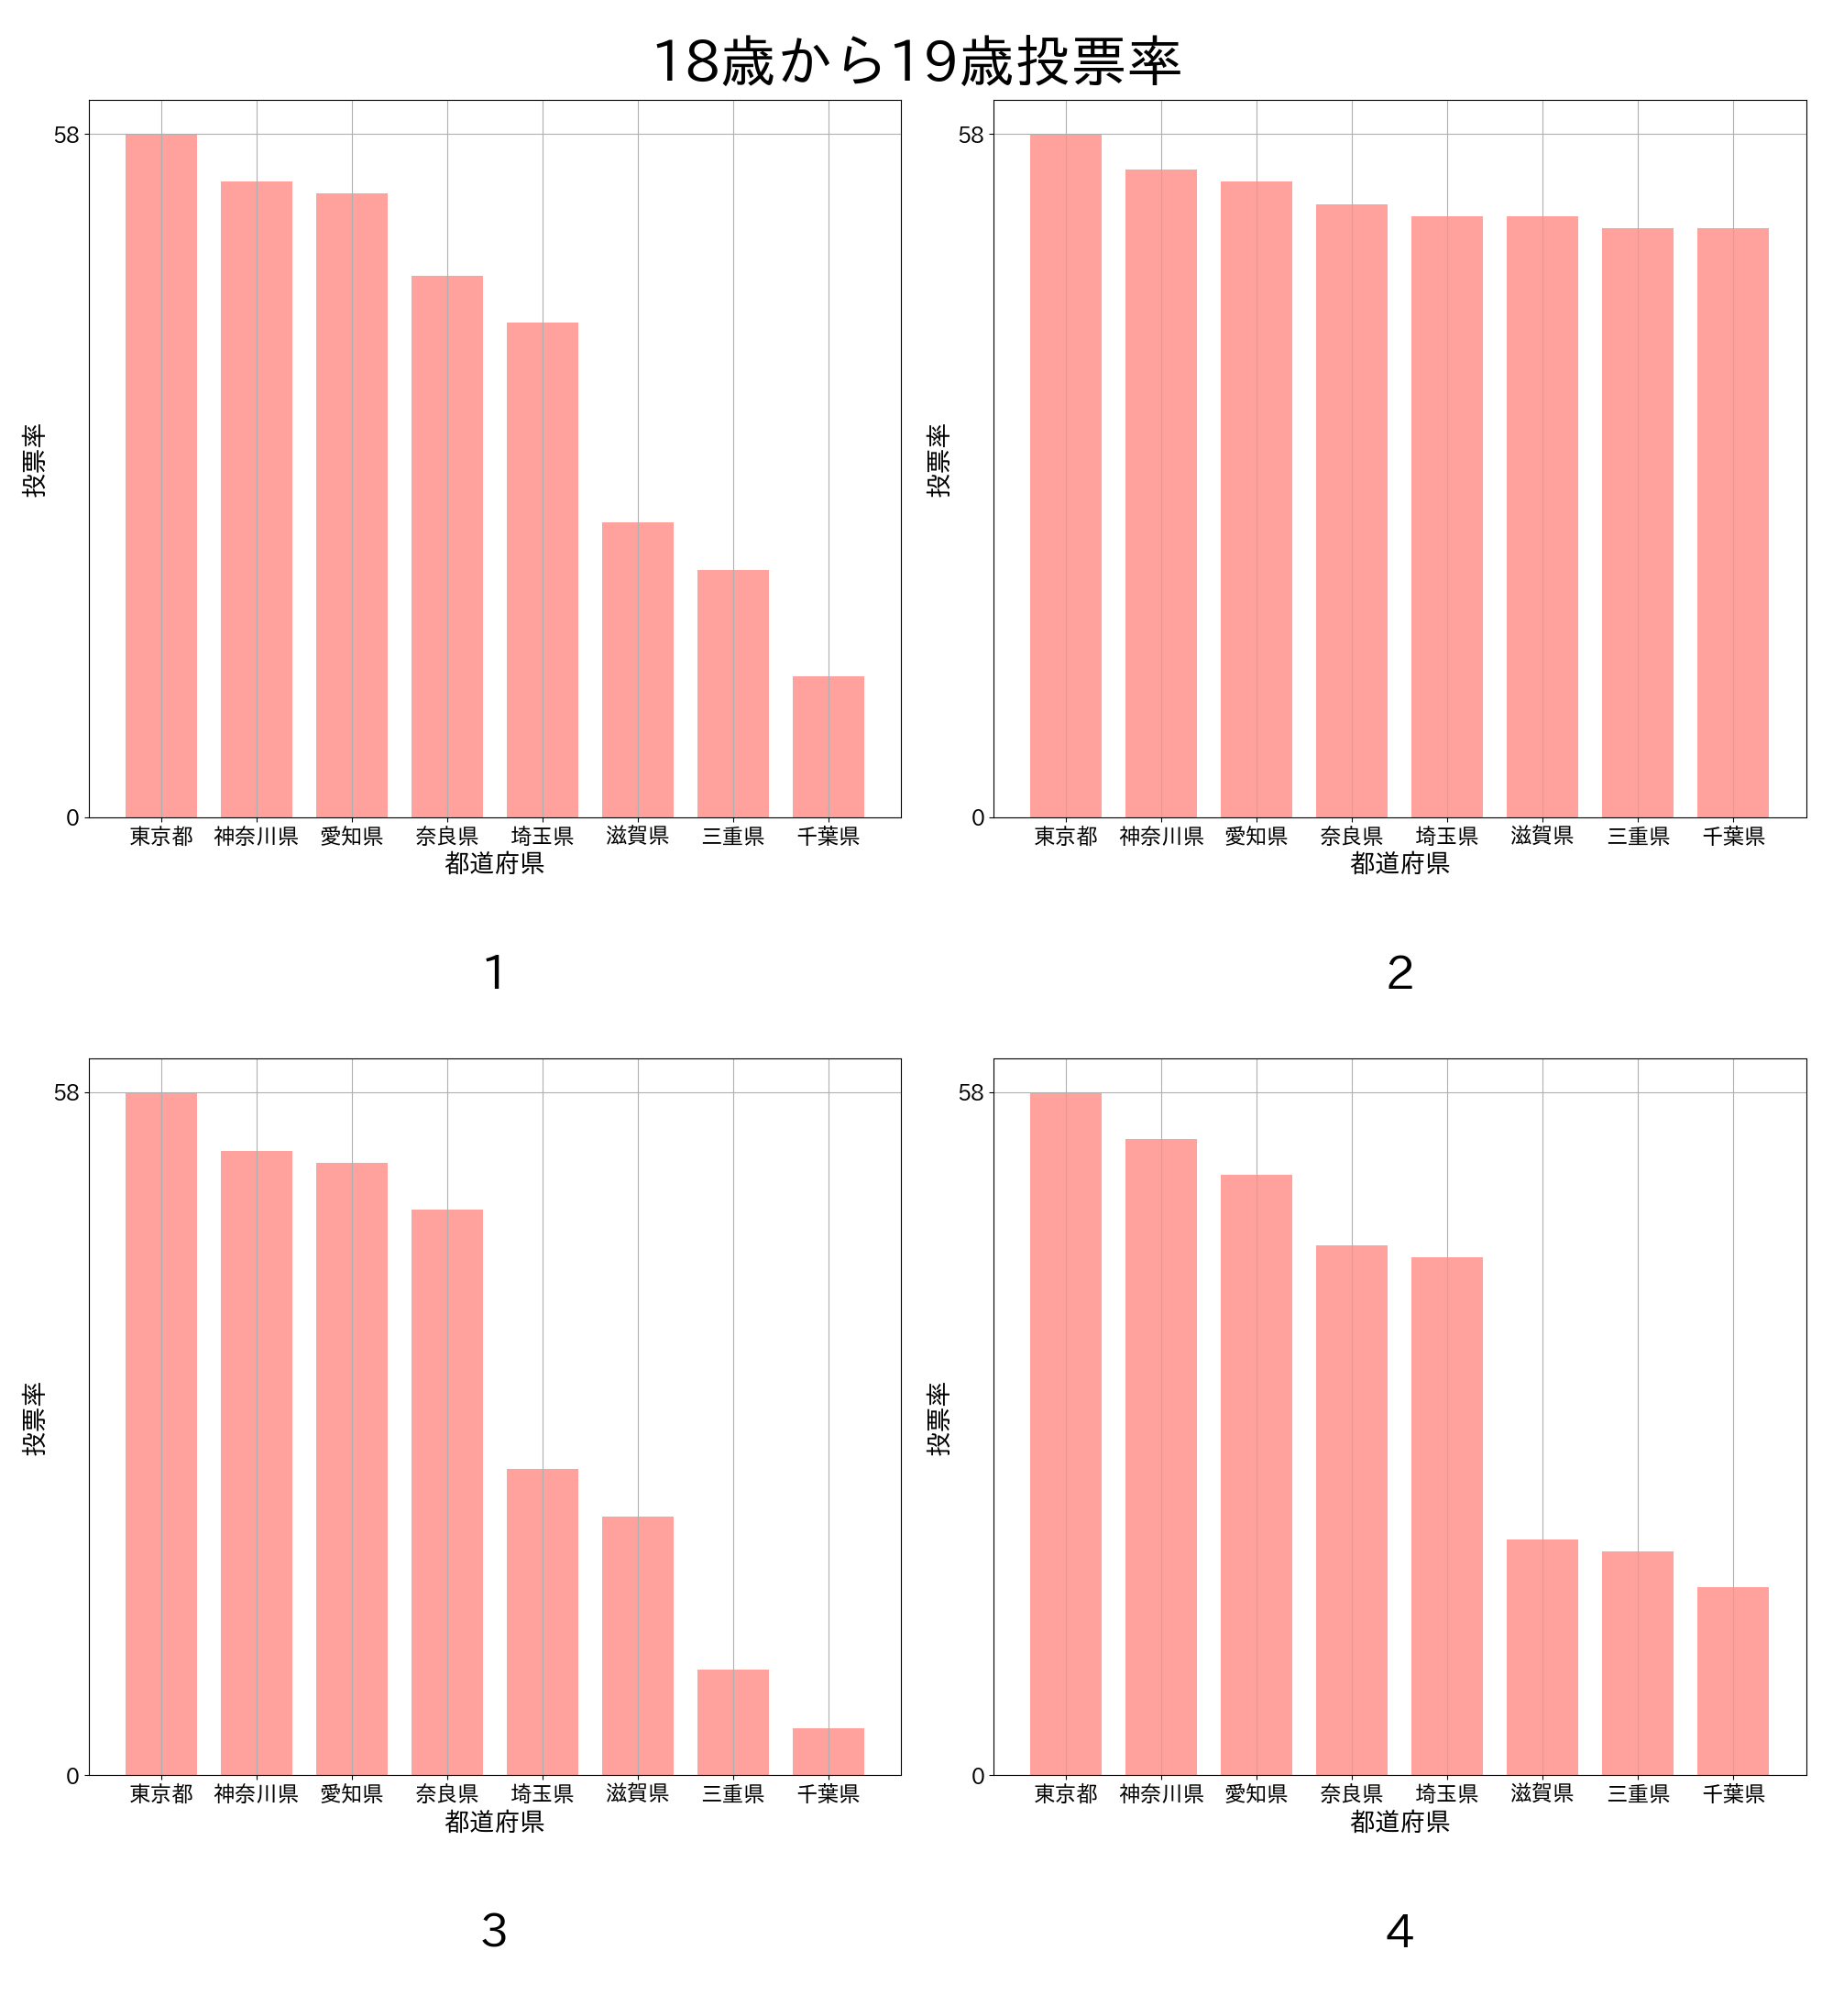 18歳から19歳投票率
58
0
投票率
東京都 神奈川県 愛知県 奈良県 埼玉県 滋賀県 三重県 千葉県
都道府県
1
58
0
投票率
東京都 神奈川県 愛知県 奈良県 埼玉県 滋賀県 三重県 千葉県
都道府県
2
58
0
投票率
東京都 神奈川県 愛知県 奈良県 埼玉県 滋賀県 三重県 千葉県
都道府県
3
58
0
投票率
東京都 神奈川県 愛知県 奈良県 埼玉県 滋賀県 三重県 千葉県
都道府県
4